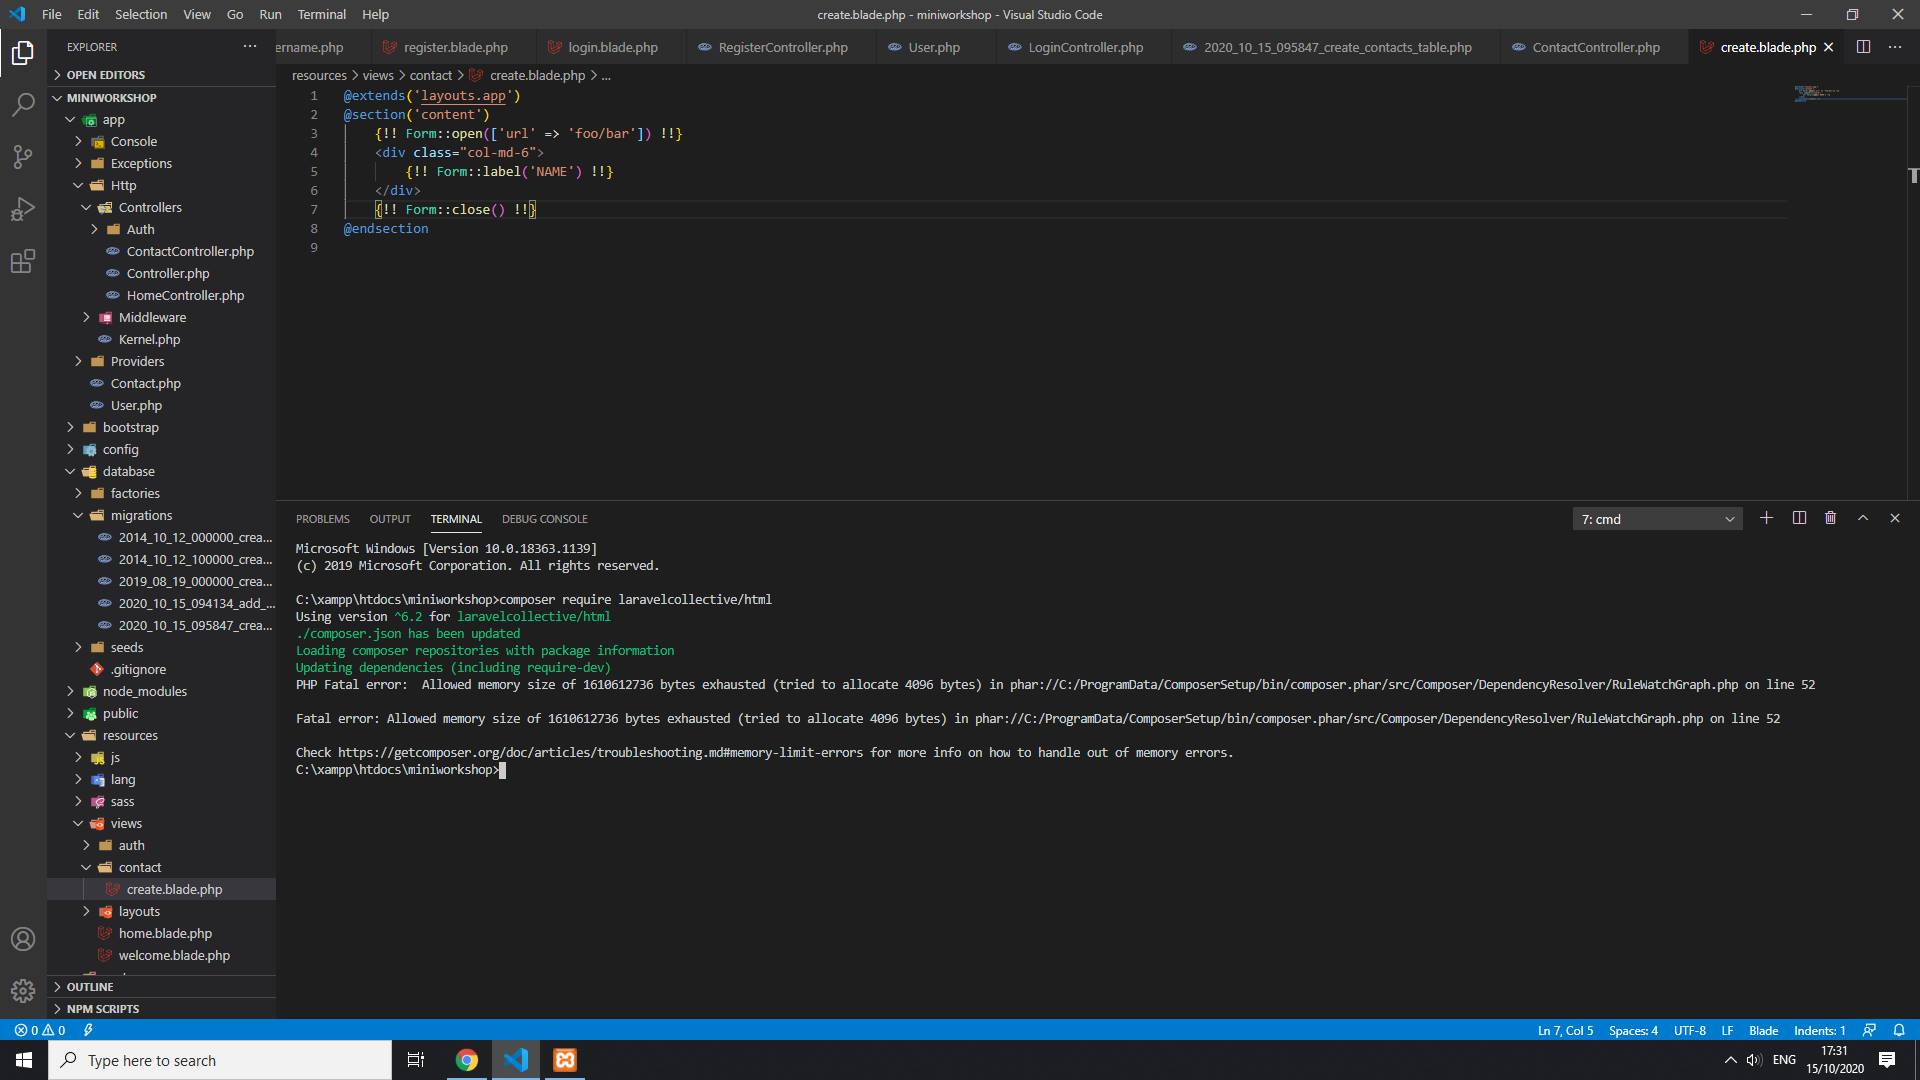 File Edit Selection View Go Run Terminal Help
create.blade.php - miniworkshop - Visual Studio Code
EXPLORER
OPEN EDITORS
MINIWORKSHOP
app
Console
Exceptions
Http
Controllers
Auth
ContactController.php
Controller.php
HomeController.php
Middleware
Kernel.php
Providers
Contact.php
User.php
bootstrap
config
database
factories
migrations
2014_10_12_000000_crea...
2014_10_12_100000_crea...
2019_08_19_000000_crea...
2020_10_15_094134_add_...
2020_10_15_095847_crea...
seeds
.gitignore
node_modules
public
resources
js
lang
sass
views
auth
contact
create.blade.php
layouts
home.blade.php
welcome.blade.php
OUTLINE
NPM SCRIPTS
ername.php register.blade.php login.blade.php RegisterController.php User.php LoginController.php 2020_10_15_095847_create_contacts_table.php ContactController.php create.blade.php
resources > views > contact > create.blade.php > ...
1 @extends('layouts.app')
2 @section('content')
3 {!! Form::open(['url' => 'foo/bar']) !!}
4 <div class="col-md-6">
5 {!! Form::label('NAME') !!}
6 </div>
7 {!! Form::close() !!}
8 @endsection
9
PROBLEMS OUTPUT TERMINAL DEBUG CONSOLE
7: cmd
Microsoft Windows [Version 10.0.18363.1139]
(c) 2019 Microsoft Corporation. All rights reserved.
C:\xampp\htdocs\miniworkshop>composer require laravelcollective/html
Using version ^6.2 for laravelcollective/html
./composer.json has been updated
Loading composer repositories with package information
Updating dependencies (including require-dev)
PHP Fatal error:  Allowed memory size of 1610612736 bytes exhausted (tried to allocate 4096 bytes) in phar://C:/ProgramData/ComposerSetup/bin/composer.phar/src/Composer/DependencyResolver/RuleWatchGraph.php on line 52
Fatal error: Allowed memory size of 1610612736 bytes exhausted (tried to allocate 4096 bytes) in phar://C:/ProgramData/ComposerSetup/bin/composer.phar/src/Composer/DependencyResolver/RuleWatchGraph.php on line 52
Check https://getcomposer.org/doc/articles/troubleshooting.md#memory-limit-errors for more info on how to handle out of memory errors.
C:\xampp\htdocs\miniworkshop>
0 0
Ln 7, Col 5 Spaces: 4 UTF-8 LF Blade Indents: 1
Type here to search
ENG
17:31
15/10/2020